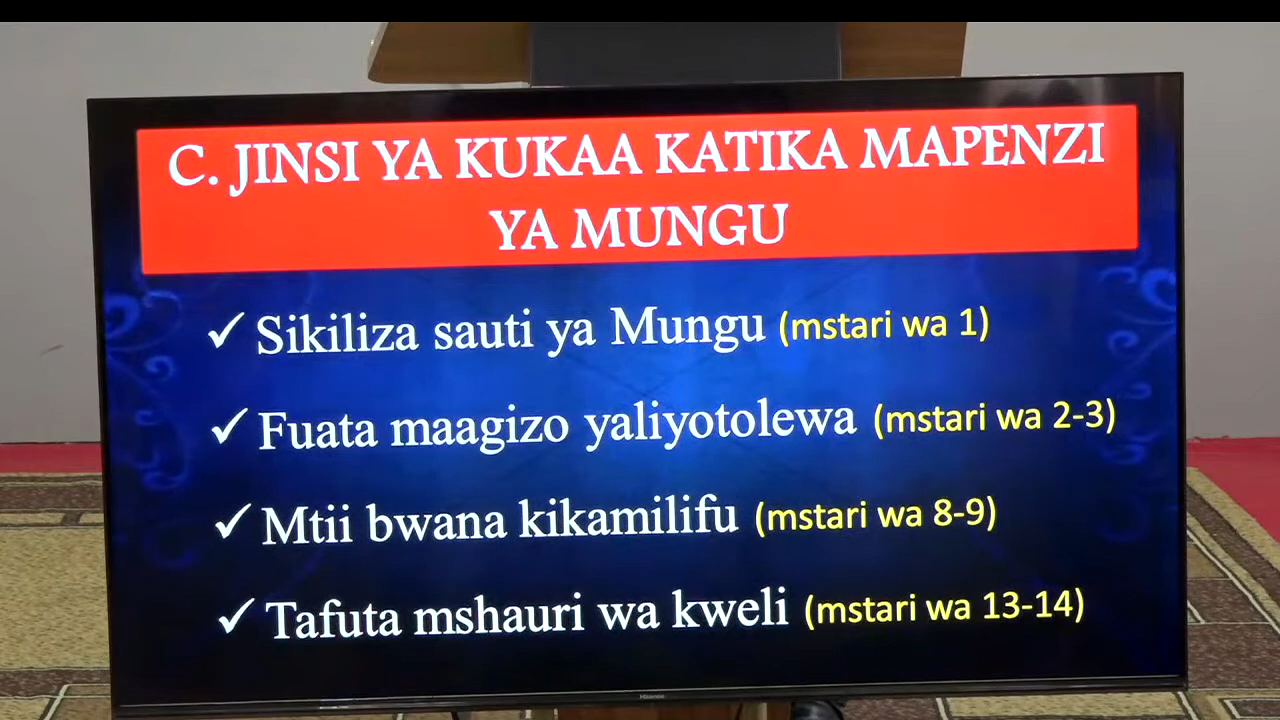 C. JINSI YA KUKAA KATIKA MAPENZI
YA MUNGU
✓ Sikiliza sauti ya Mungu (mstari wa 1)
✓ Fuata maagizo yaliyotolewa (mstari wa 2-3)
✓ Mtii bwana kikamilifu (mstari wa 8-9)
✓ Tafuta mshauri wa kweli (mstari wa 13-14)
Hisense